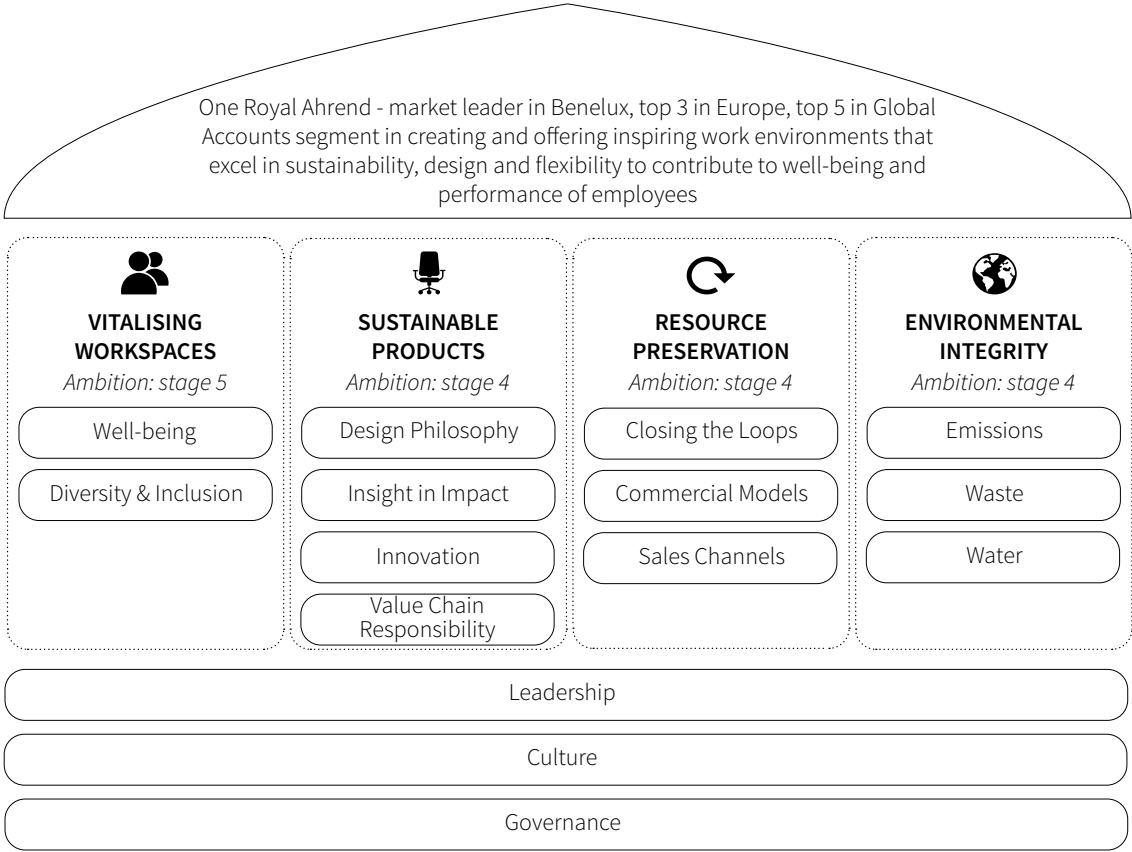 One Royal Ahrend - market leader in Benelux, top 3 in Europe, top 5 in Global
Accounts segment in creating and offering inspiring work environments that
excel in sustainability, design and flexibility to contribute to well-being and
performance of employees
VITALISING
WORKSPACES
Ambition: stage 5
Well-being
Diversity & Inclusion
SUSTAINABLE
PRODUCTS
Ambition: stage 4
Design Philosophy
Insight in Impact
Innovation
Value Chain
Responsibility
RESOURCE
PRESERVATION
Ambition: stage 4
Closing the Loops
Commercial Models
Sales Channels
ENVIRONMENTAL
INTEGRITY
Ambition: stage 4
Emissions
Waste
Water
Leadership
Culture
Governance